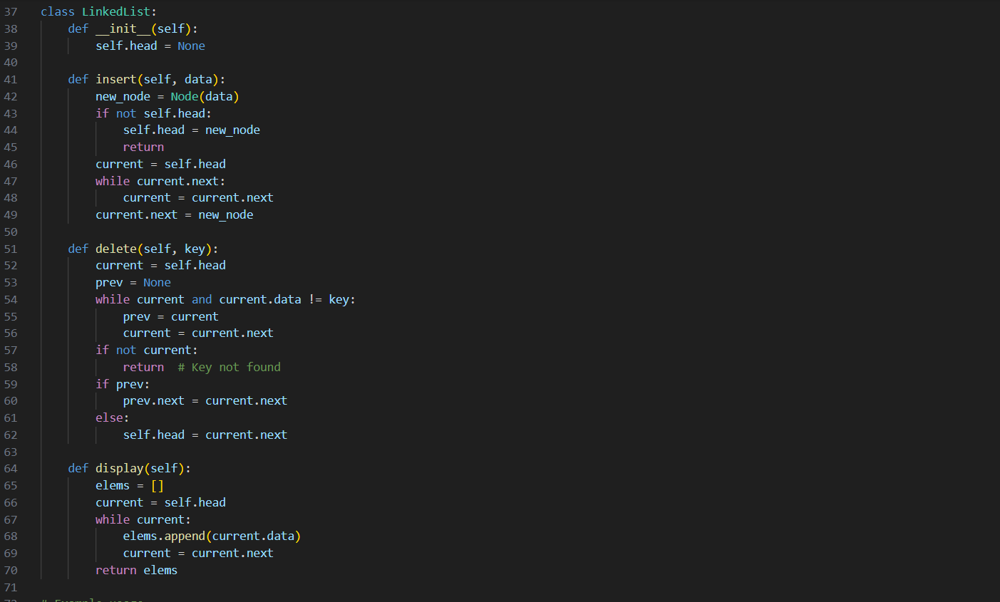 37 class LinkedList:
38     def __init__(self):
39         self.head = None
40
41     def insert(self, data):
42         new_node = Node(data)
43         if not self.head:
44             self.head = new_node
45             return
46         current = self.head
47         while current.next:
48             current = current.next
49         current.next = new_node
50
51     def delete(self, key):
52         current = self.head
53         prev = None
54         while current and current.data != key:
55             prev = current
56             current = current.next
57         if not current:
58             return  # Key not found
59         if prev:
60             prev.next = current.next
61         else:
62             self.head = current.next
63
64     def display(self):
65         elems = []
66         current = self.head
67         while current:
68             elems.append(current.data)
69             current = current.next
70         return elems
71